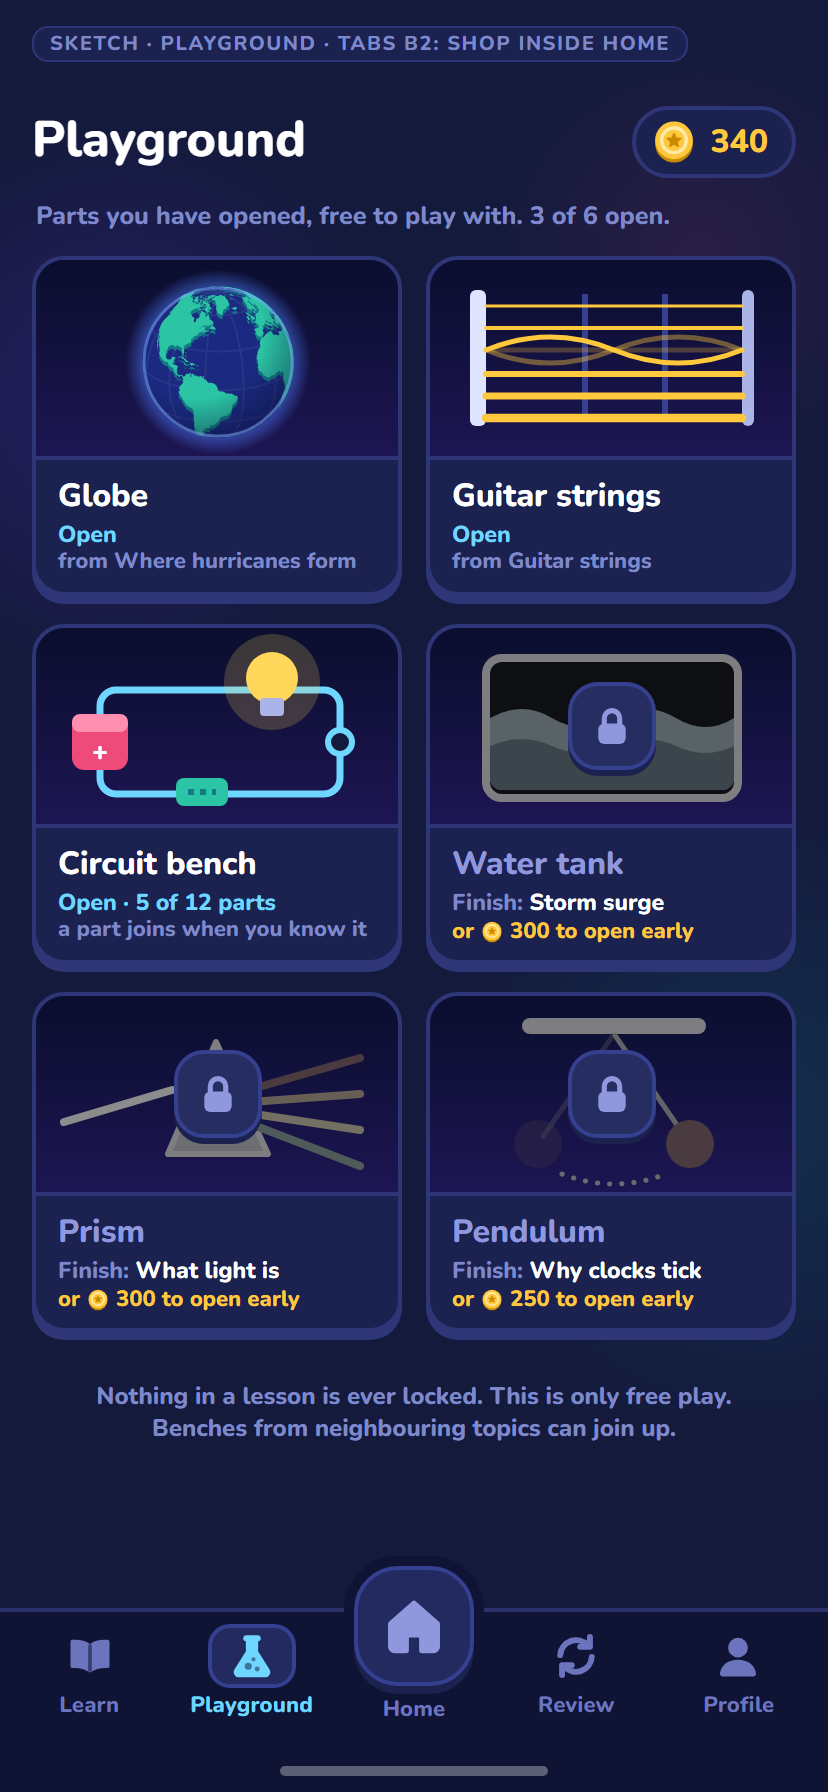 SKETCH · PLAYGROUND · TABS B2: SHOP INSIDE HOME
Playground
340
Parts you have opened, free to play with. 3 of 6 open.
Globe
Open
from Where hurricanes form
Guitar strings
Open
from Guitar strings
+
Circuit bench
Open · 5 of 12 parts
a part joins when you know it
Water tank
Finish: Storm surge
or 300 to open early
Prism
Finish: What light is
or 300 to open early
Pendulum
Finish: Why clocks tick
or 250 to open early
Nothing in a lesson is ever locked. This is only free play.
Benches from neighbouring topics can join up.
Learn
Playground
Home
Review
Profile